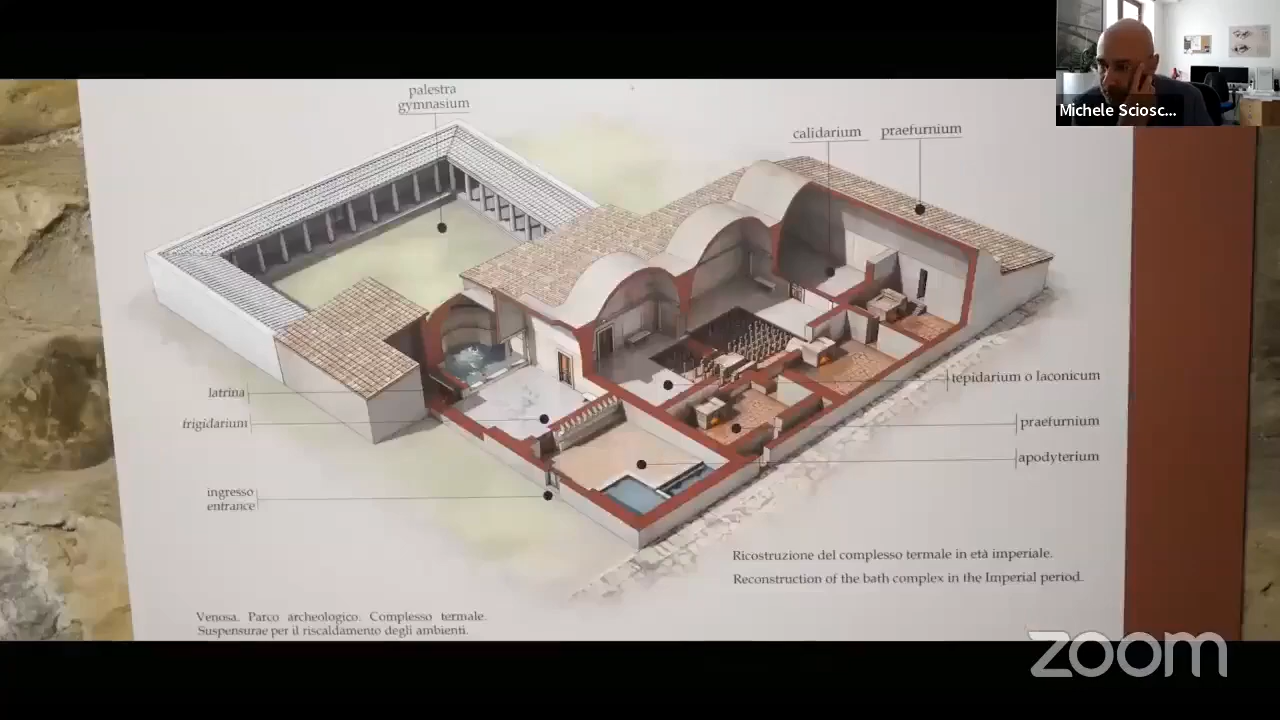 palestra
gymnasium
calidarium
praefurnium
Michele Sciosc...
latrina
frigidarium
ingresso
entrance
tepidarium o laconicum
praefurnium
apodyterium
Ricostruzione del complesso termale in età imperiale.
Reconstruction of the bath complex in the Imperial period.
Venosa. Parco archeologico. Complesso termale.
Suspensurae per il riscaldamento degli ambienti.
zoom